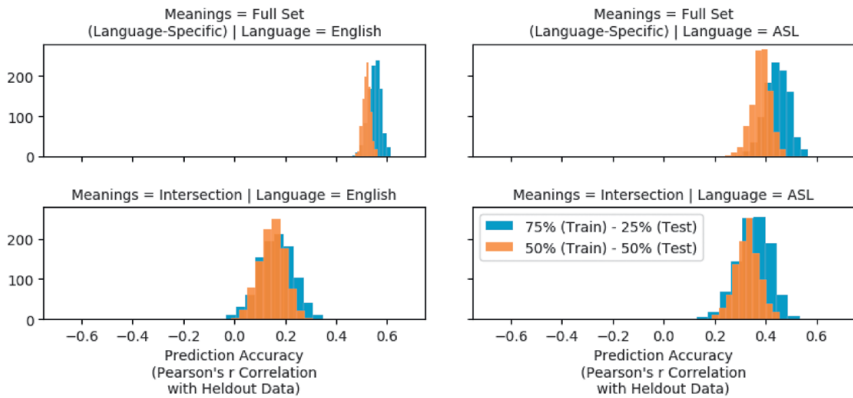 Meanings = Full Set
(Language-Specific) | Language = English
Meanings = Full Set
(Language-Specific) | Language = ASL
200
100
0
Meanings = Intersection | Language = English
Meanings = Intersection | Language = ASL
75% (Train) - 25% (Test)
50% (Train) - 50% (Test)
200
100
0
−0.6 −0.4 −0.2 0.0 0.2 0.4 0.6
−0.6 −0.4 −0.2 0.0 0.2 0.4 0.6
Prediction Accuracy
(Pearson's r Correlation
with Heldout Data)
Prediction Accuracy
(Pearson's r Correlation
with Heldout Data)